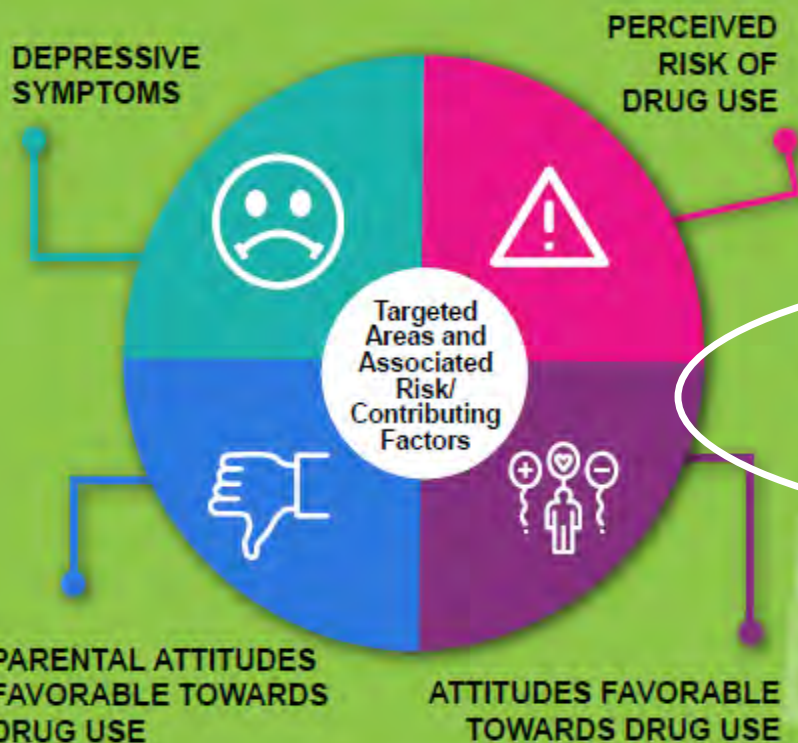 DEPRESSIVE
SYMPTOMS
PERCEIVED
RISK OF
DRUG USE
Targeted
Areas and
Associated
Risk/
Contributing
Factors
PARENTAL ATTITUDES
FAVORABLE TOWARDS
DRUG USE
ATTITUDES FAVORABLE
TOWARDS DRUG USE